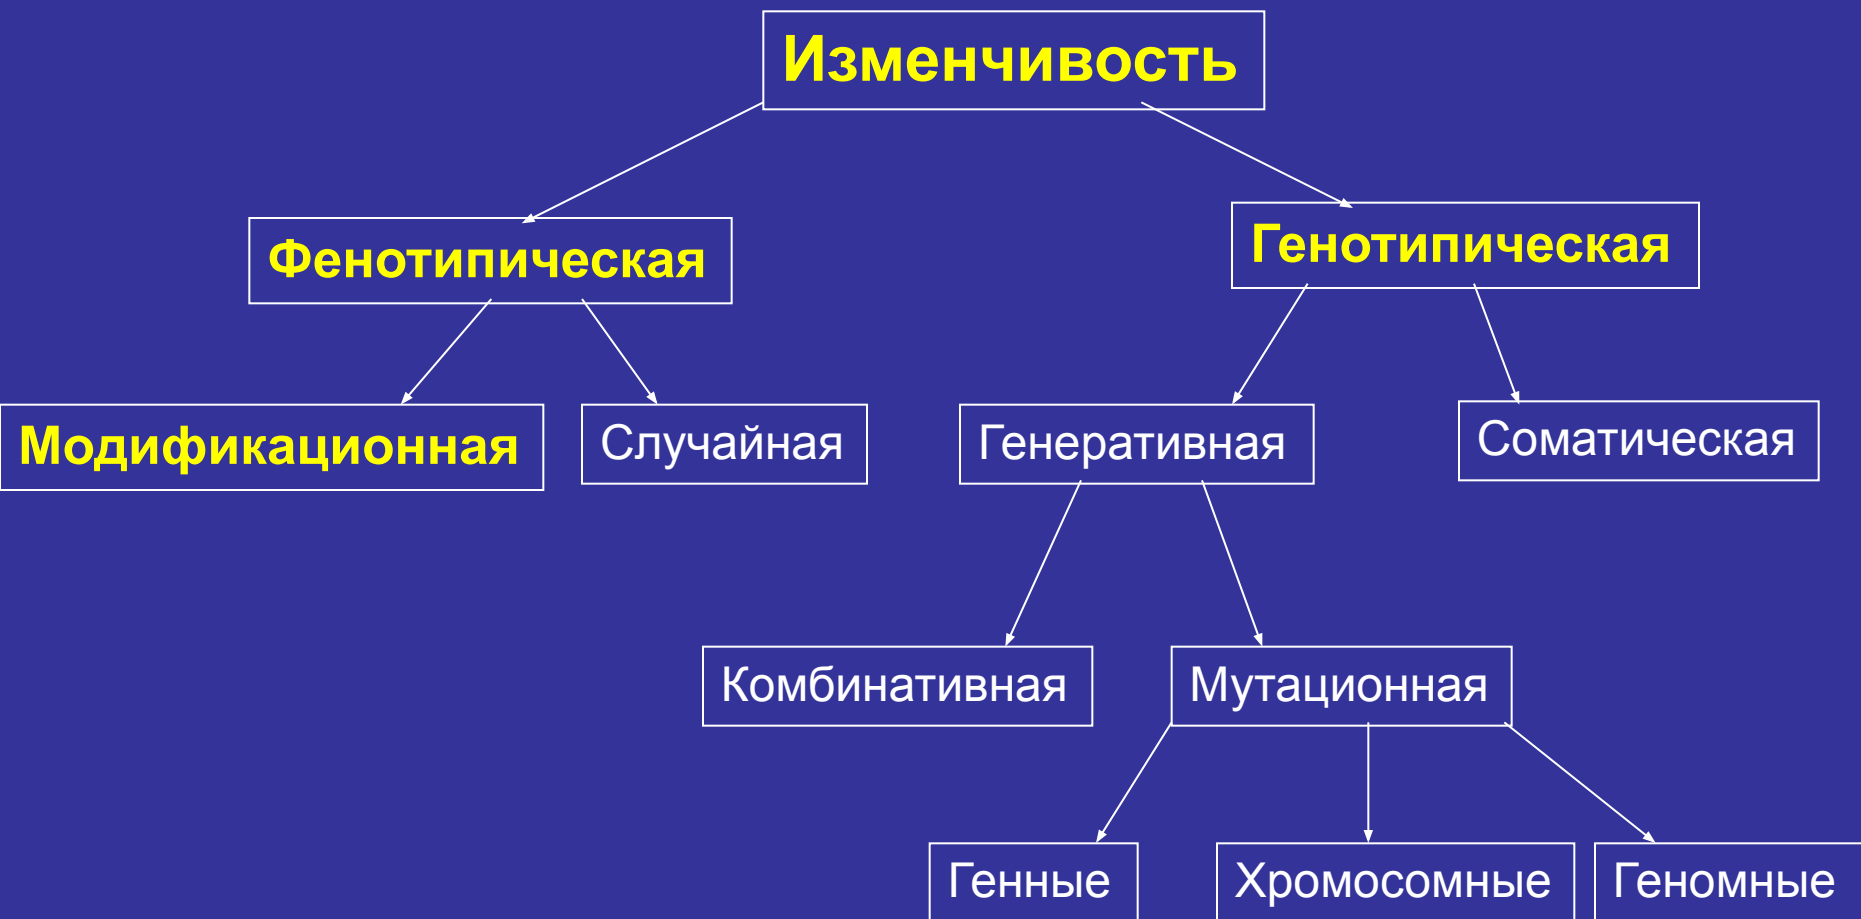 Изменчивость
Фенотипическая
Генотипическая
Модификационная
Случайная
Генеративная
Соматическая
Комбинативная
Мутационная
Генные
Хромосомные
Геномные